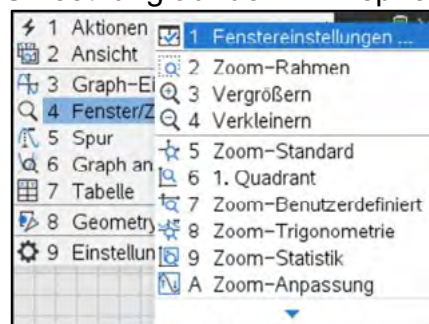 1 Aktionen
2 Ansicht
3 Graph-Ei
4 Fenster/Z
5 Spur
6 Graph an
7 Tabelle
8 Geometry
9 Einstellun
1 Fenstereinstellungen ...
2 Zoom-Rahmen
3 Vergrößern
4 Verkleinern
5 Zoom-Standard
6 1. Quadrant
7 Zoom-Benutzerdefiniert
8 Zoom-Trigonometrie
9 Zoom-Statistik
A Zoom-Anpassung